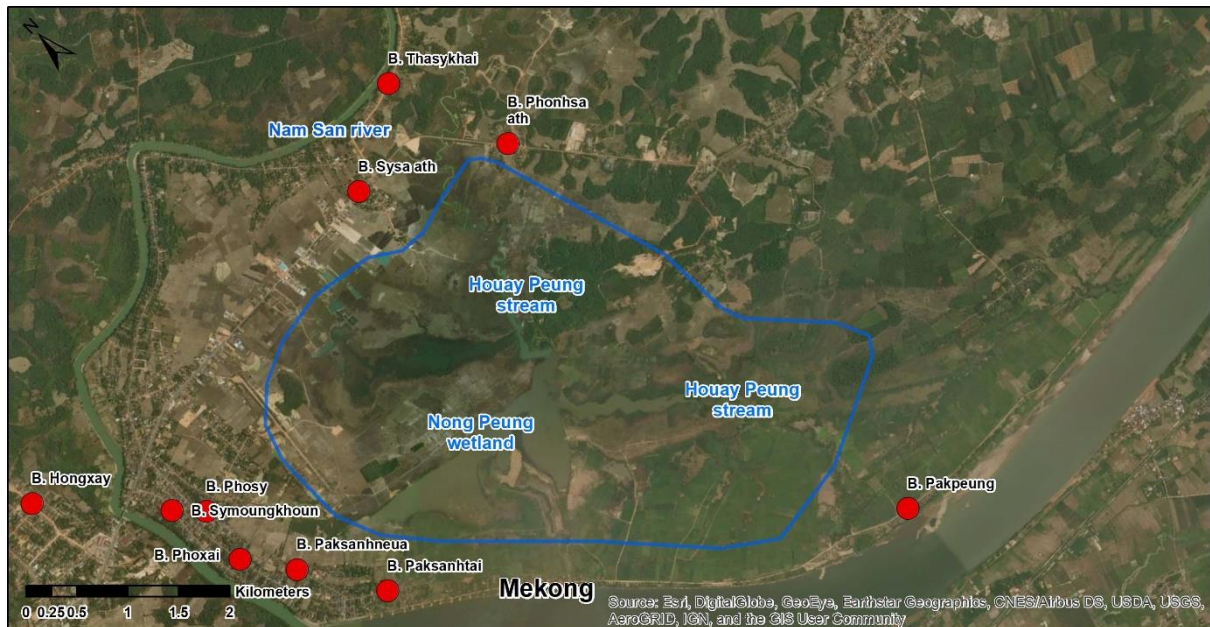 N
B. Thasykhai
B. Phonhsa
ath
Nam San river
B. Sysa ath
Houay Peung
stream
Houay Peung
stream
Nong Peung
wetland
B. Hongxay
B. Phosy
B. Symoungkhoun
B. Pakpeung
B. Phoxai
B. Paksanhneua
B. Paksanhtai
Kilometers
0 0.25 0.5 1 1.5 2
Mekong
Source: Esri, DigitalGlobe, GeoEye, Earthstar Geographics, CNES/Airbus DS, USDA, USGS,
AeroGRID, IGN, and the GIS User Community